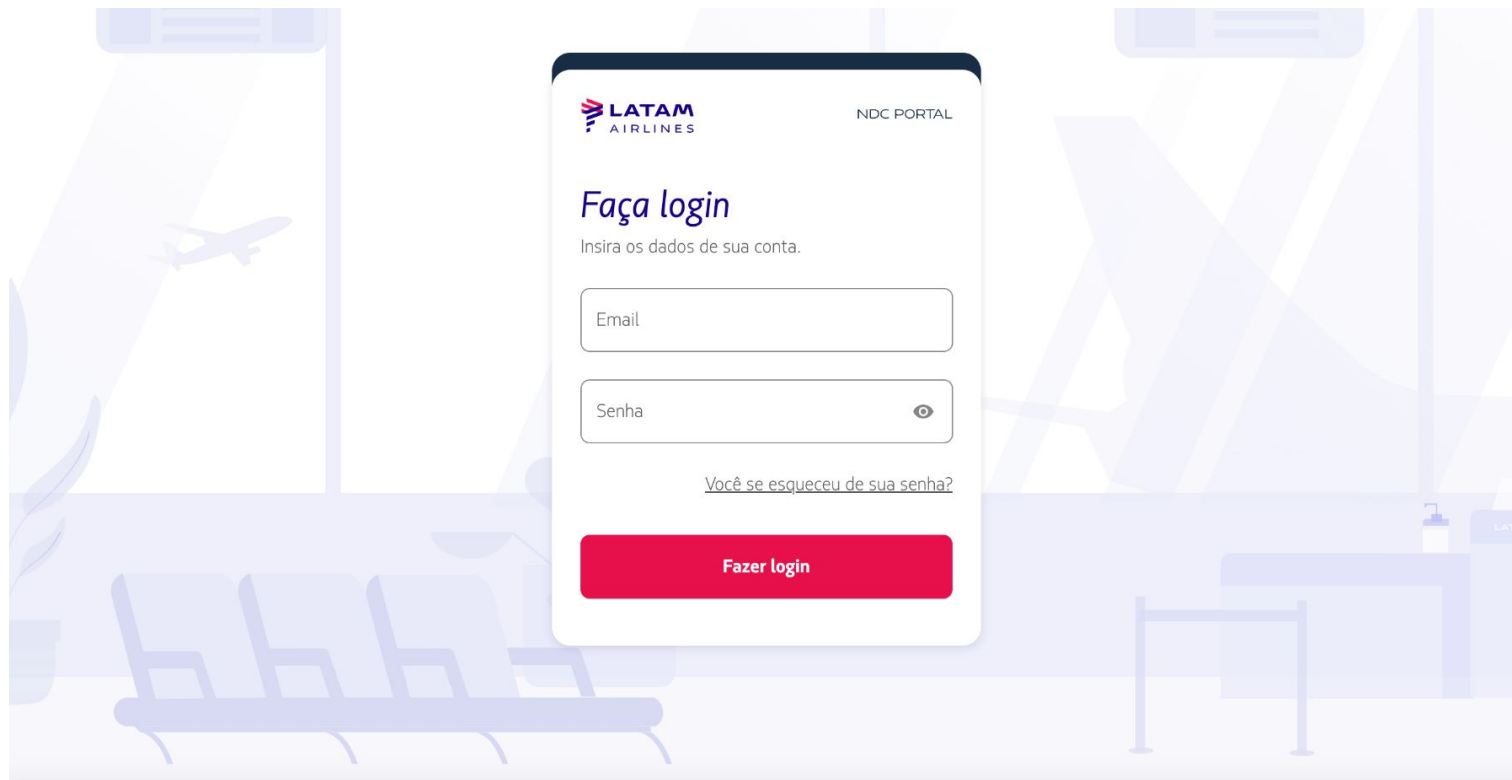 LATAM
AIRLINES
NDC PORTAL
Faça login
Insira os dados de sua conta.
Email
Senha
Você se esqueceu de sua senha?
Fazer login